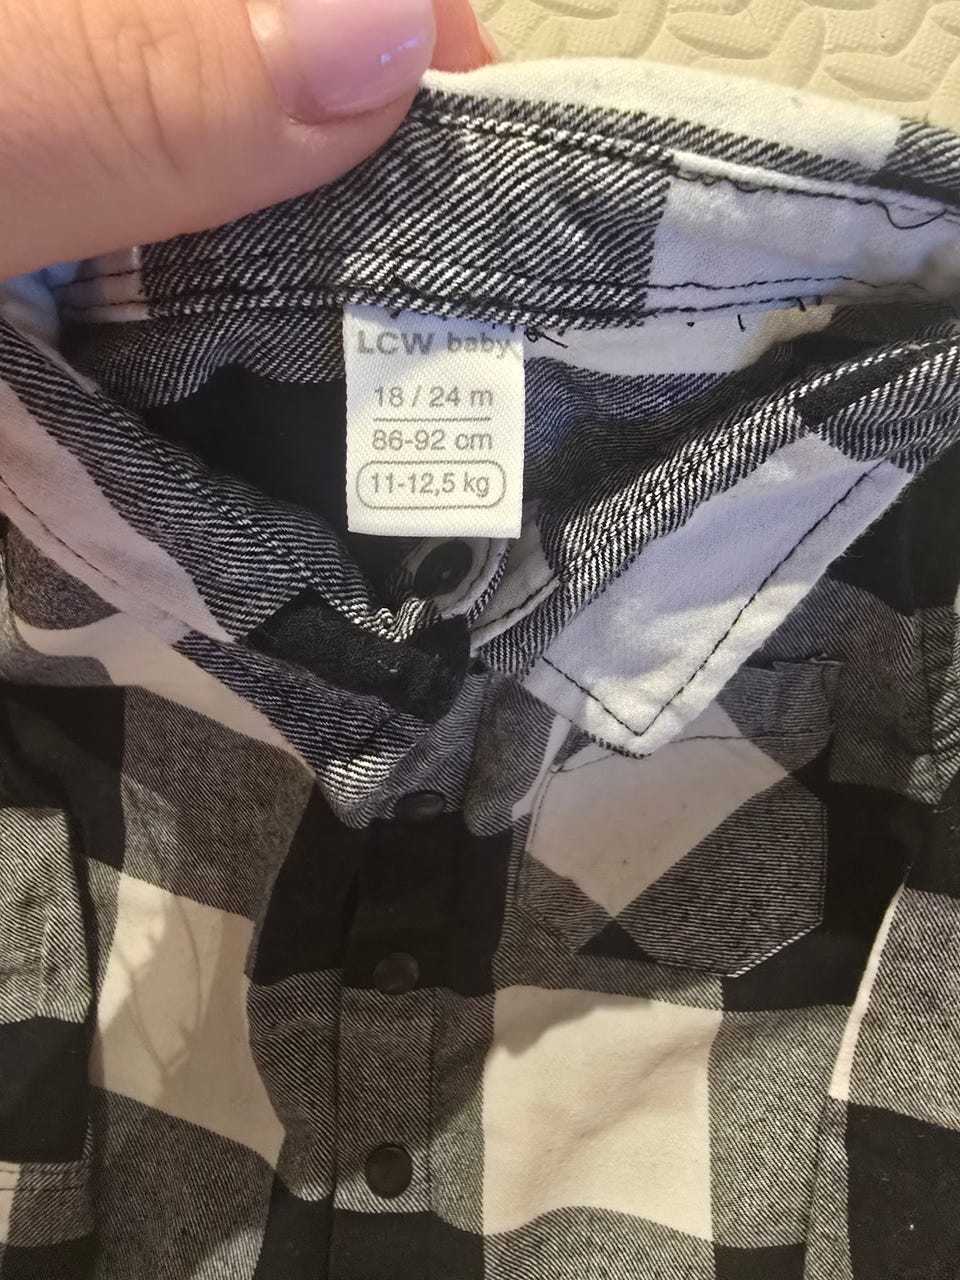 LCW baby
18 / 24 m
86-92 cm
11-12,5 kg